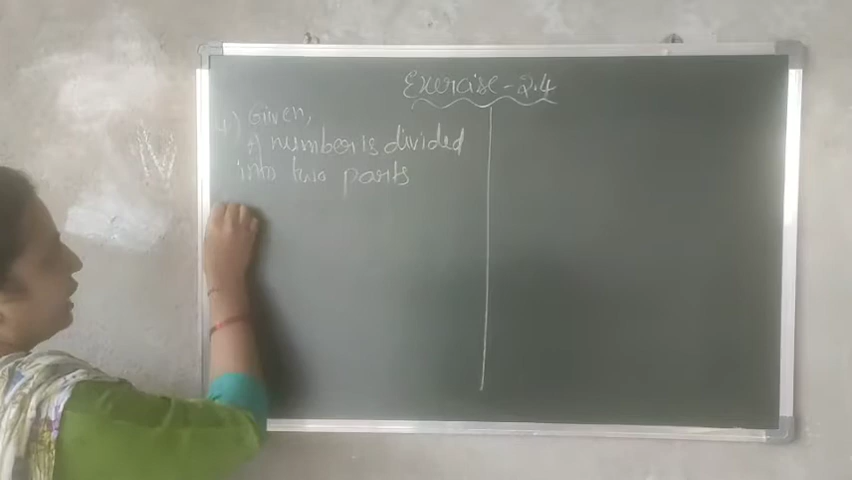 Exercise - 2.4
4) Given,
A number is divided
into two parts